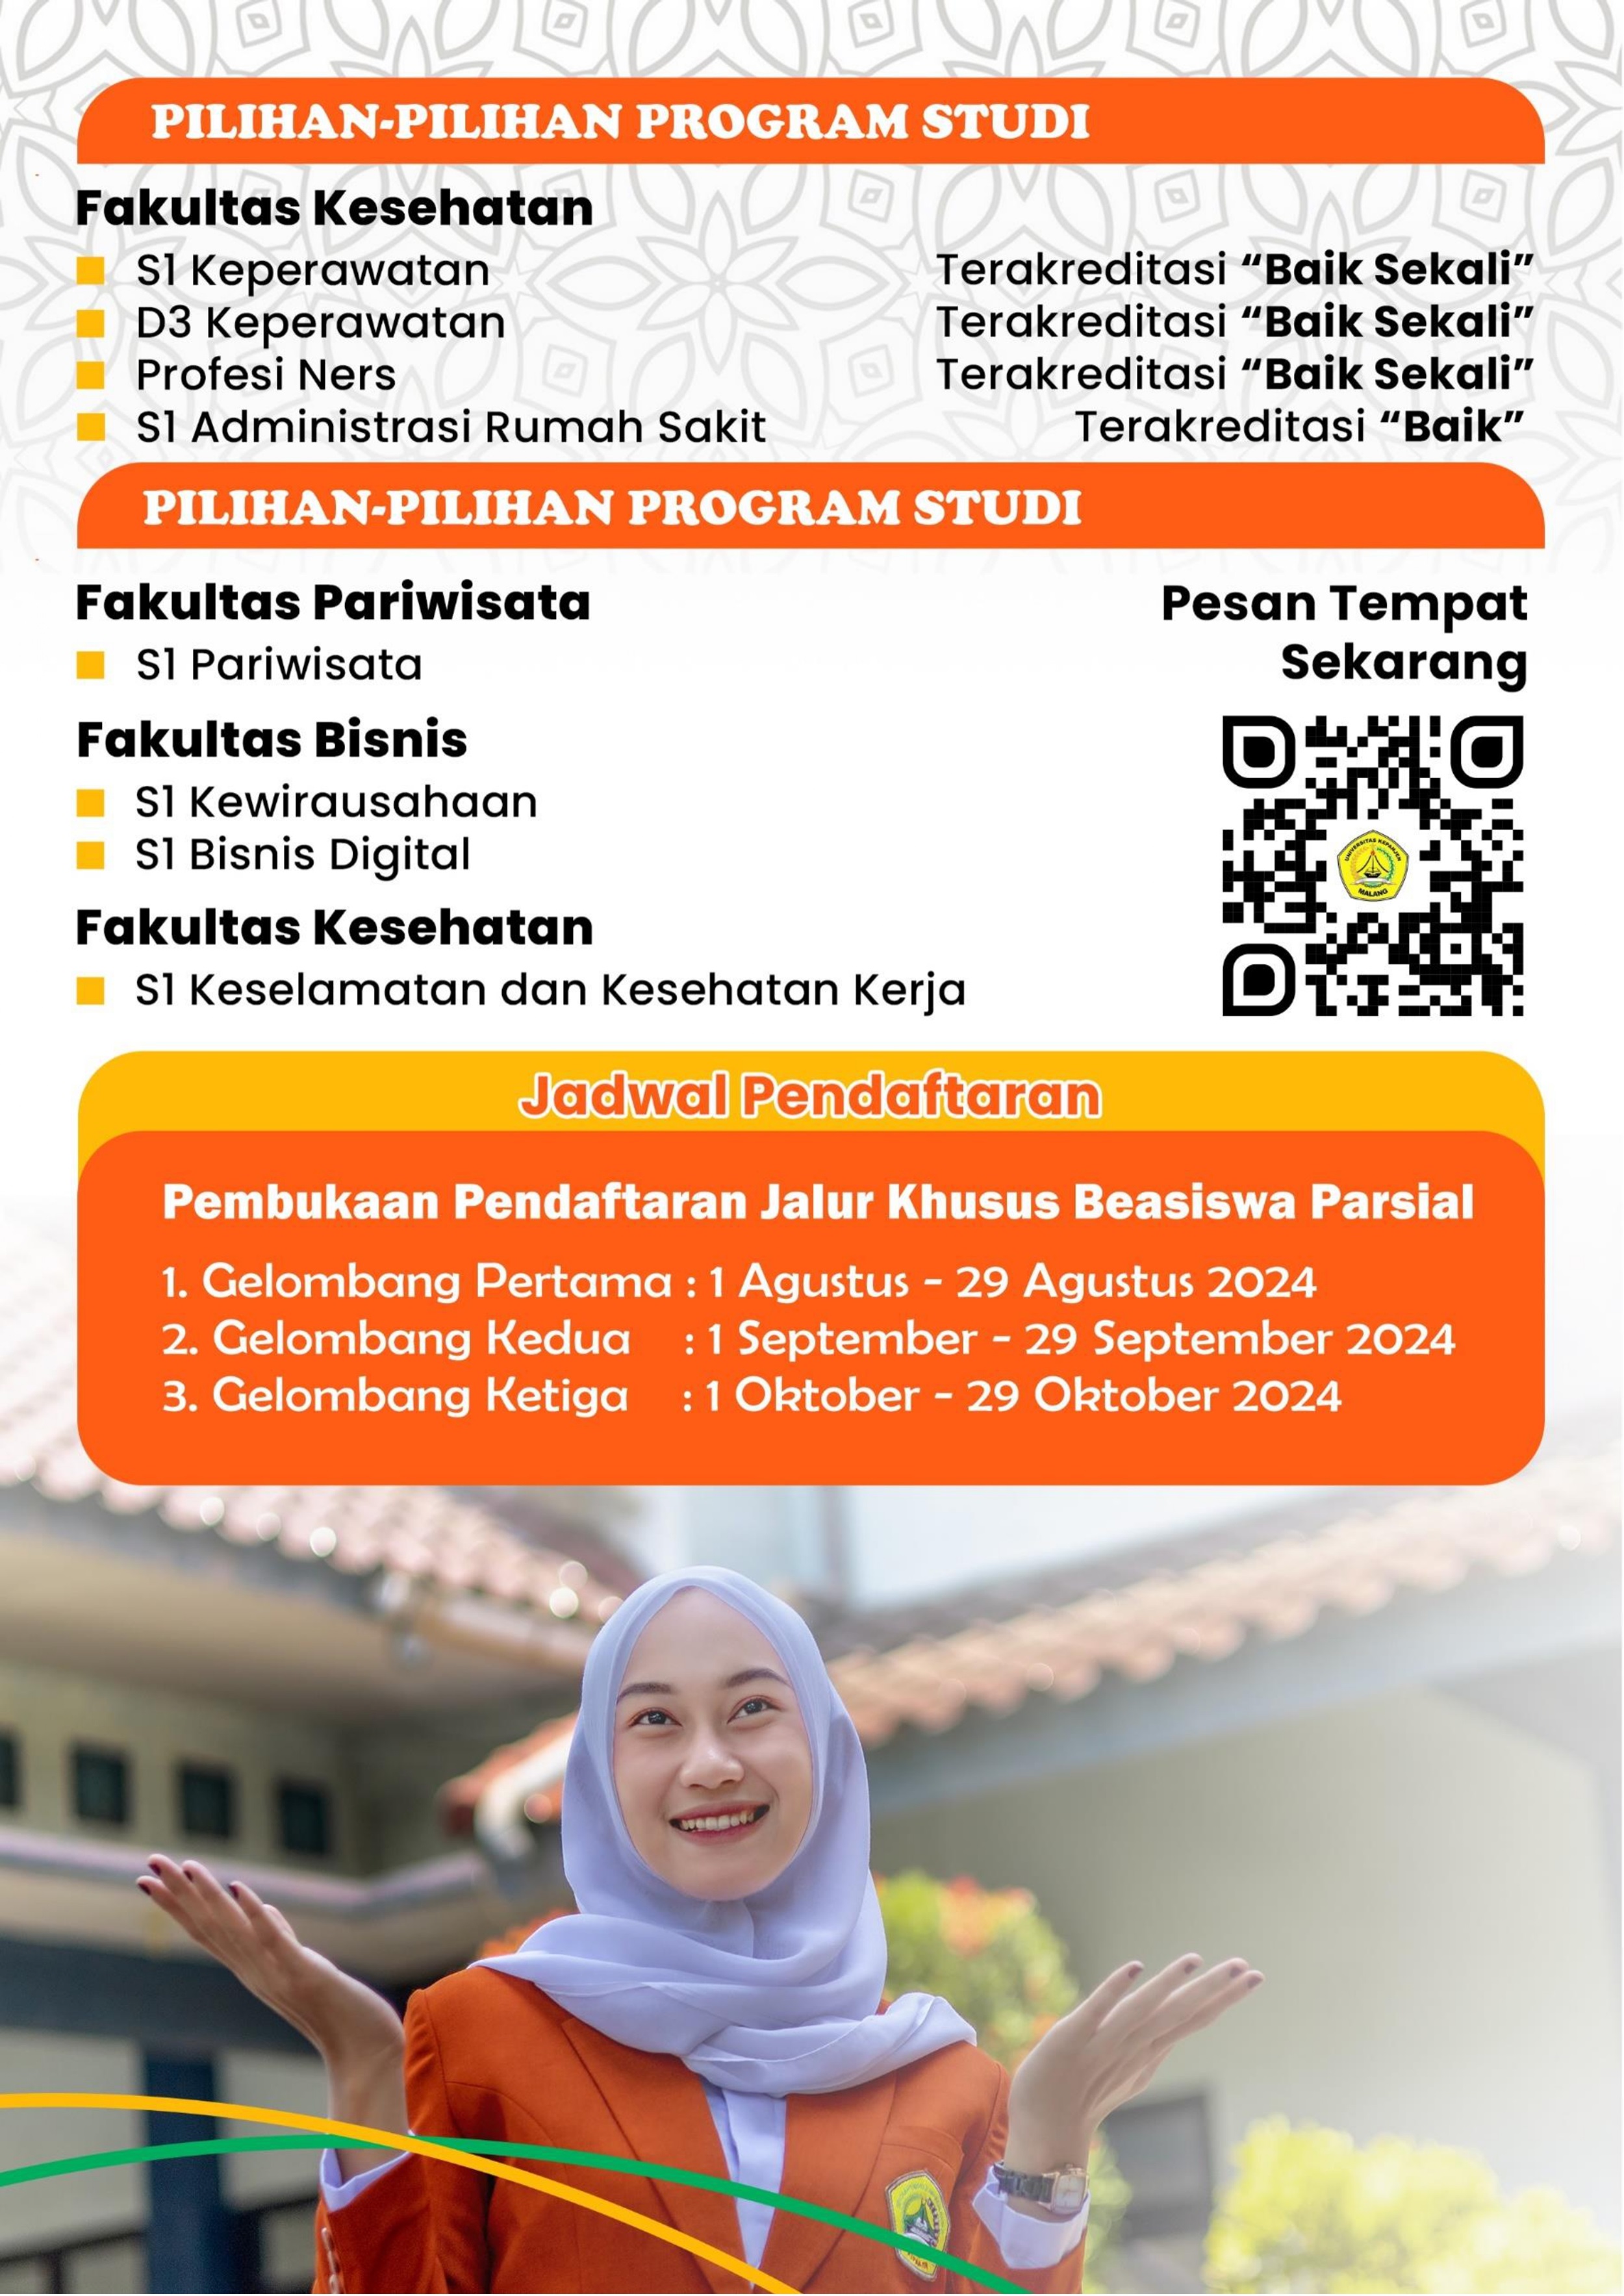 PILIHAN-PILIHAN PROGRAM STUDI
Fakultas Kesehatan
S1 Keperawatan Terakreditasi “Baik Sekali”
D3 Keperawatan Terakreditasi “Baik Sekali”
Profesi Ners Terakreditasi “Baik Sekali”
S1 Administrasi Rumah Sakit Terakreditasi “Baik”
PILIHAN-PILIHAN PROGRAM STUDI
Fakultas Pariwisata
S1 Pariwisata
Fakultas Bisnis
S1 Kewirausahaan
S1 Bisnis Digital
Fakultas Kesehatan
S1 Keselamatan dan Kesehatan Kerja
Pesan Tempat
Sekarang
UNIVERSITAS KEPANJEN
MALANG
Jadwal Pendaftaran
Pembukaan Pendaftaran Jalur Khusus Beasiswa Parsial
1. Gelombang Pertama : 1 Agustus - 29 Agustus 2024
2. Gelombang Kedua : 1 September - 29 September 2024
3. Gelombang Ketiga : 1 Oktober - 29 Oktober 2024